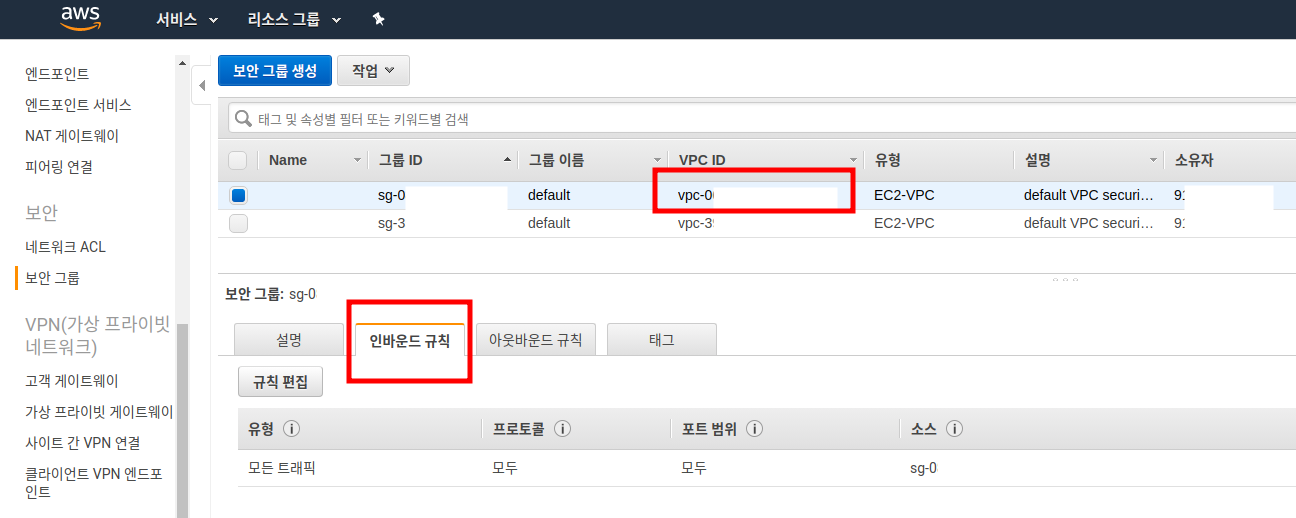 aws 서비스 리소스 그룹
엔드포인트
엔드포인트 서비스
NAT 게이트웨이
피어링 연결
보안
네트워크 ACL
보안 그룹
VPN(가상 프라이빗
네트워크)
고객 게이트웨이
가상 프라이빗 게이트웨이
사이트 간 VPN 연결
클라이언트 VPN 엔드포
인트
보안 그룹 생성 작업
태그 및 속성별 필터 또는 키워드별 검색
Name 그룹 ID 그룹 이름 VPC ID 유형 설명 소유자
sg-0 default vpc-0 EC2-VPC default VPC securi... 91
sg-3 default vpc-3 EC2-VPC default VPC securi... 91
보안 그룹: sg-0
설명 인바운드 규칙 아웃바운드 규칙 태그
규칙 편집
유형 프로토콜 포트 범위 소스
모든 트래픽 모두 모두 sg-0